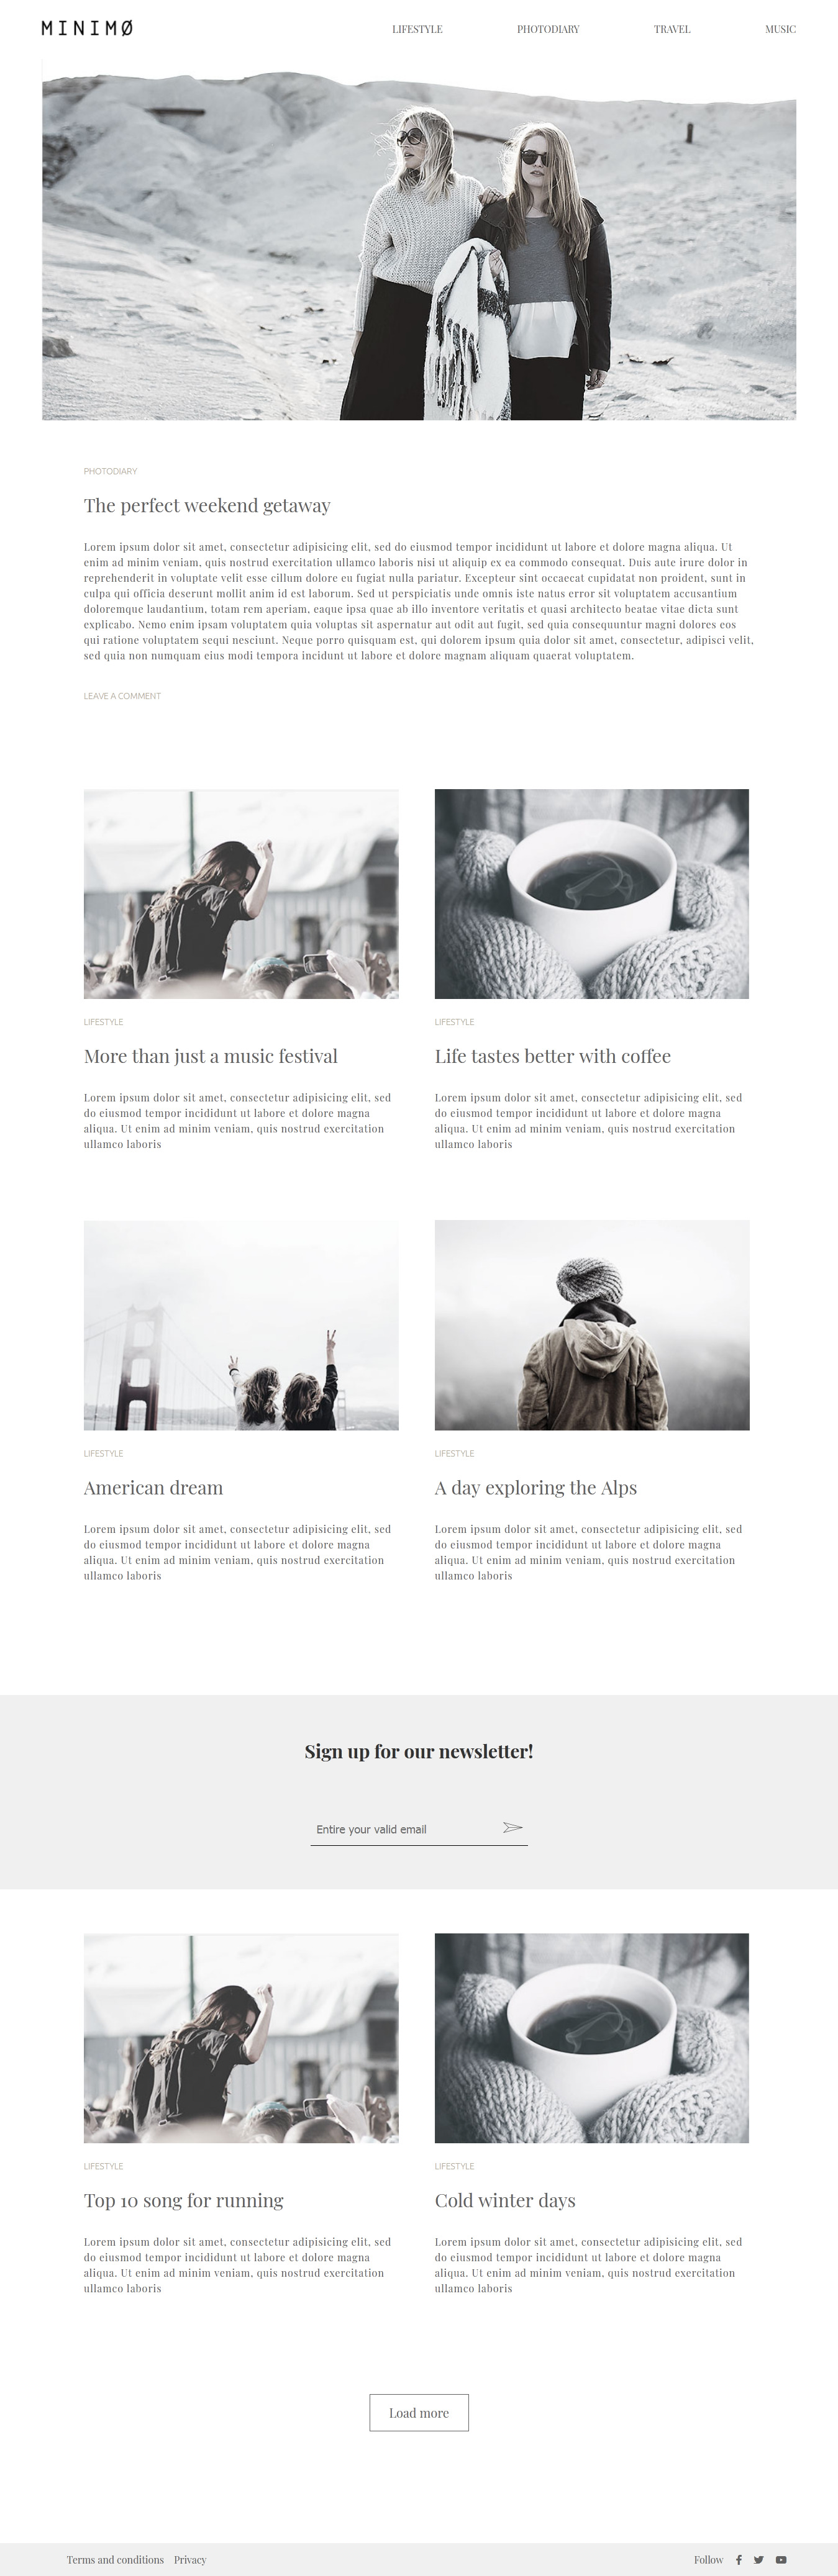 MINIMØ
LIFESTYLE PHOTODIARY TRAVEL MUSIC
PHOTODIARY
The perfect weekend getaway
Lorem ipsum dolor sit amet, consectetur adipisicing elit, sed do eiusmod tempor incididunt ut labore et dolore magna aliqua. Ut
enim ad minim veniam, quis nostrud exercitation ullamco laboris nisi ut aliquip ex ea commodo consequat. Duis aute irure dolor in
reprehenderit in voluptate velit esse cillum dolore eu fugiat nulla pariatur. Excepteur sint occaecat cupidatat non proident, sunt in
culpa qui officia deserunt mollit anim id est laborum. Sed ut perspiciatis unde omnis iste natus error sit voluptatem accusantium
doloremque laudantium, totam rem aperiam, eaque ipsa quae ab illo inventore veritatis et quasi architecto beatae vitae dicta sunt
explicabo. Nemo enim ipsam voluptatem quia voluptas sit aspernatur aut odit aut fugit, sed quia consequuntur magni dolores eos
qui ratione voluptatem sequi nesciunt. Neque porro quisquam est, qui dolorem ipsum quia dolor sit amet, consectetur, adipisci velit,
sed quia non numquam eius modi tempora incidunt ut labore et dolore magnam aliquam quaerat voluptatem.
LEAVE A COMMENT
LIFESTYLE
More than just a music festival
Lorem ipsum dolor sit amet, consectetur adipisicing elit, sed
do eiusmod tempor incididunt ut labore et dolore magna
aliqua. Ut enim ad minim veniam, quis nostrud exercitation
ullamco laboris
LIFESTYLE
Life tastes better with coffee
Lorem ipsum dolor sit amet, consectetur adipisicing elit, sed
do eiusmod tempor incididunt ut labore et dolore magna
aliqua. Ut enim ad minim veniam, quis nostrud exercitation
ullamco laboris
LIFESTYLE
American dream
Lorem ipsum dolor sit amet, consectetur adipisicing elit, sed
do eiusmod tempor incididunt ut labore et dolore magna
aliqua. Ut enim ad minim veniam, quis nostrud exercitation
ullamco laboris
LIFESTYLE
A day exploring the Alps
Lorem ipsum dolor sit amet, consectetur adipisicing elit, sed
do eiusmod tempor incididunt ut labore et dolore magna
aliqua. Ut enim ad minim veniam, quis nostrud exercitation
ullamco laboris
Sign up for our newsletter!
Entire your valid email
LIFESTYLE
Top 10 song for running
Lorem ipsum dolor sit amet, consectetur adipisicing elit, sed
do eiusmod tempor incididunt ut labore et dolore magna
aliqua. Ut enim ad minim veniam, quis nostrud exercitation
ullamco laboris
LIFESTYLE
Cold winter days
Lorem ipsum dolor sit amet, consectetur adipisicing elit, sed
do eiusmod tempor incididunt ut labore et dolore magna
aliqua. Ut enim ad minim veniam, quis nostrud exercitation
ullamco laboris
Load more
Terms and conditions Privacy Follow